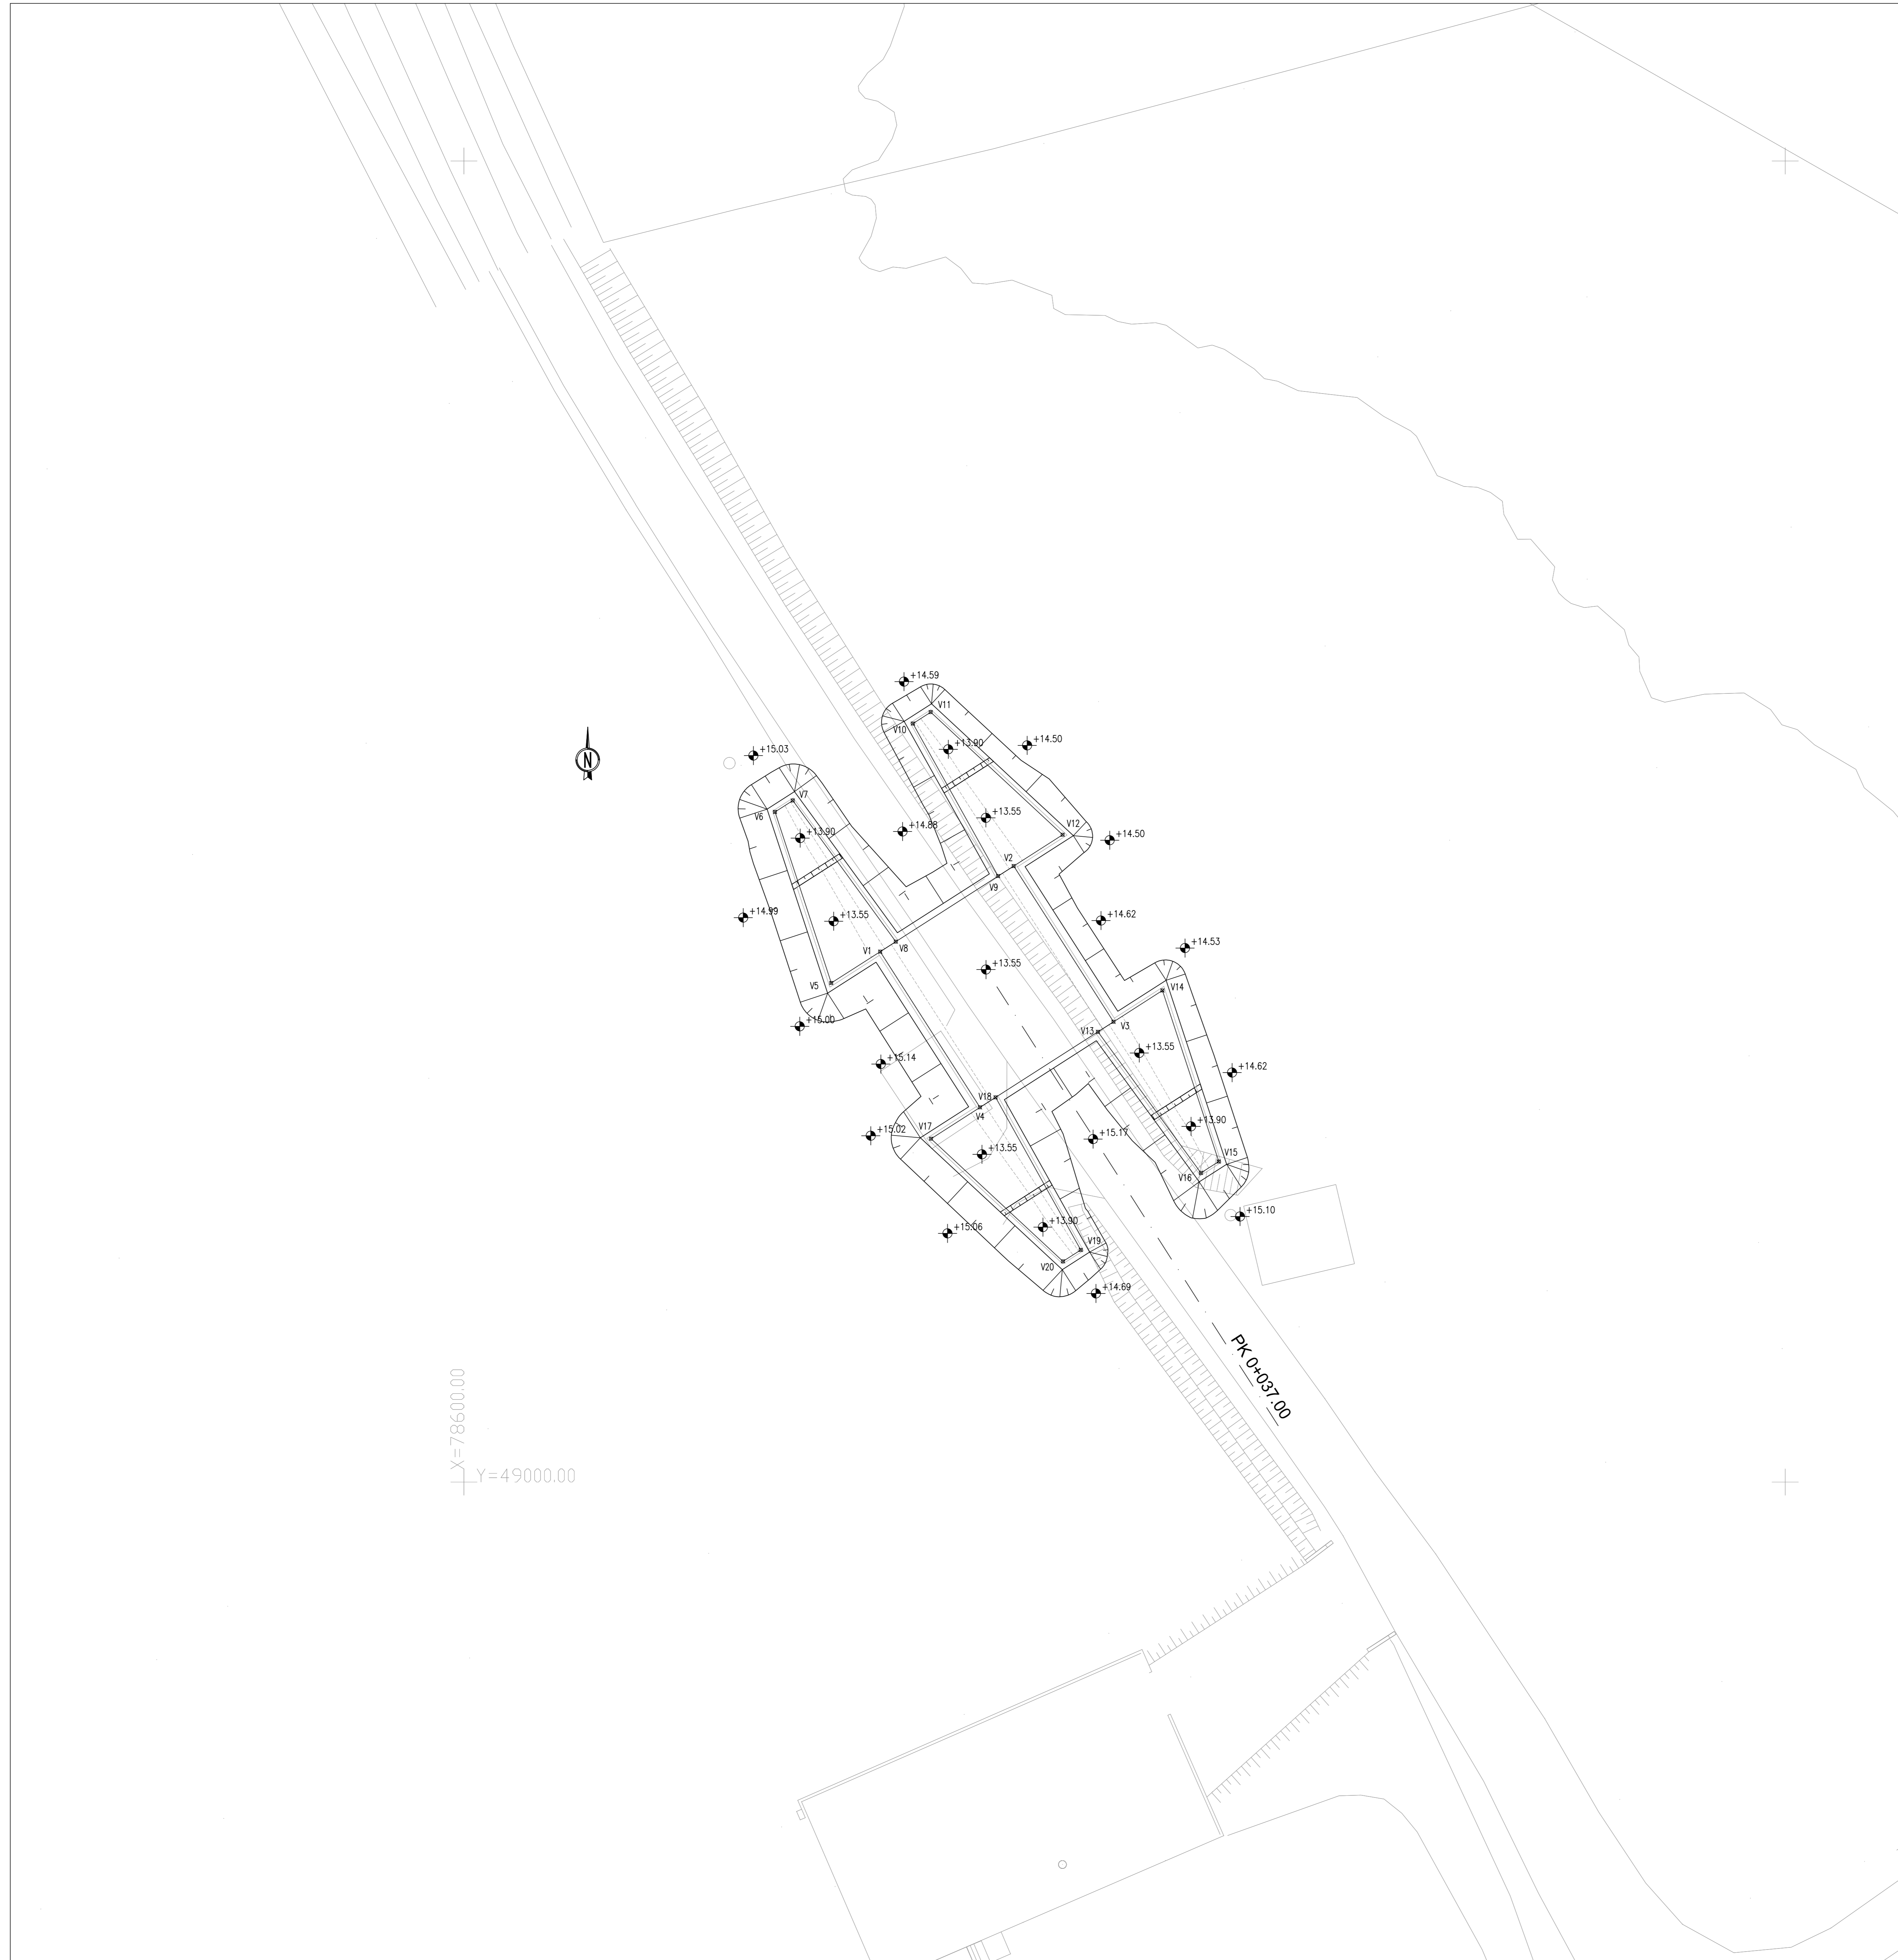 +14.59
V11
V10
+13.90
+14.50
+15.03
N
V7
V6
+13.90
+13.55
+14.88
V12
+14.50
V2
V9
+14.99
+13.55
+14.62
V1
V8
+14.53
+13.55
V5
V14
+15.00
V3
V13
+15.14
+13.55
+14.62
V18
V4
V17
+15.02
+15.17
+13.90
+13.55
V15
V16
+15.10
+13.90
+15.06
V19
V20
+14.69
PK 0+037.00
X=78600.00
Y=49000.00